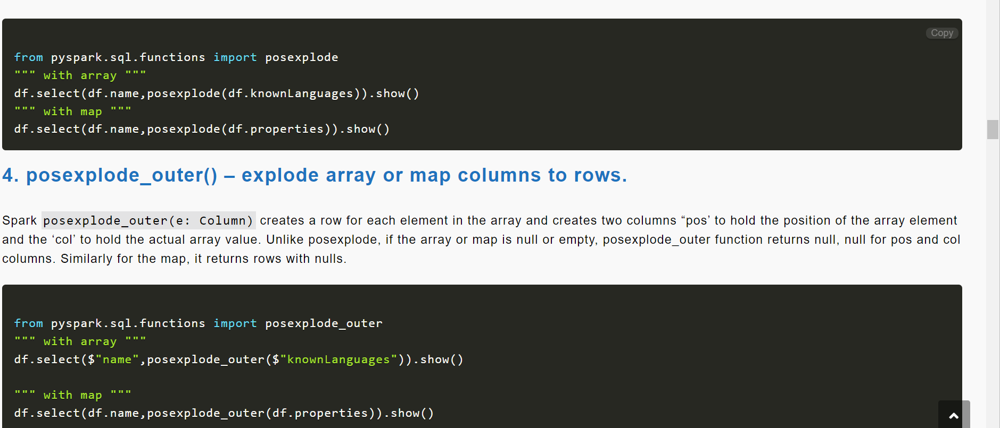 Copy
from pyspark.sql.functions import posexplode
""" with array """
df.select(df.name,posexplode(df.knownLanguages)).show()
""" with map """
df.select(df.name,posexplode(df.properties)).show()
4. posexplode_outer() – explode array or map columns to rows.
Spark posexplode_outer(e: Column) creates a row for each element in the array and creates two columns “pos’ to hold the position of the array element
and the ‘col’ to hold the actual array value. Unlike posexplode, if the array or map is null or empty, posexplode_outer function returns null, null for pos and col
columns. Similarly for the map, it returns rows with nulls.
from pyspark.sql.functions import posexplode_outer
""" with array """
df.select($"name",posexplode_outer($"knownLanguages")).show()
""" with map """
df.select(df.name,posexplode_outer(df.properties)).show()